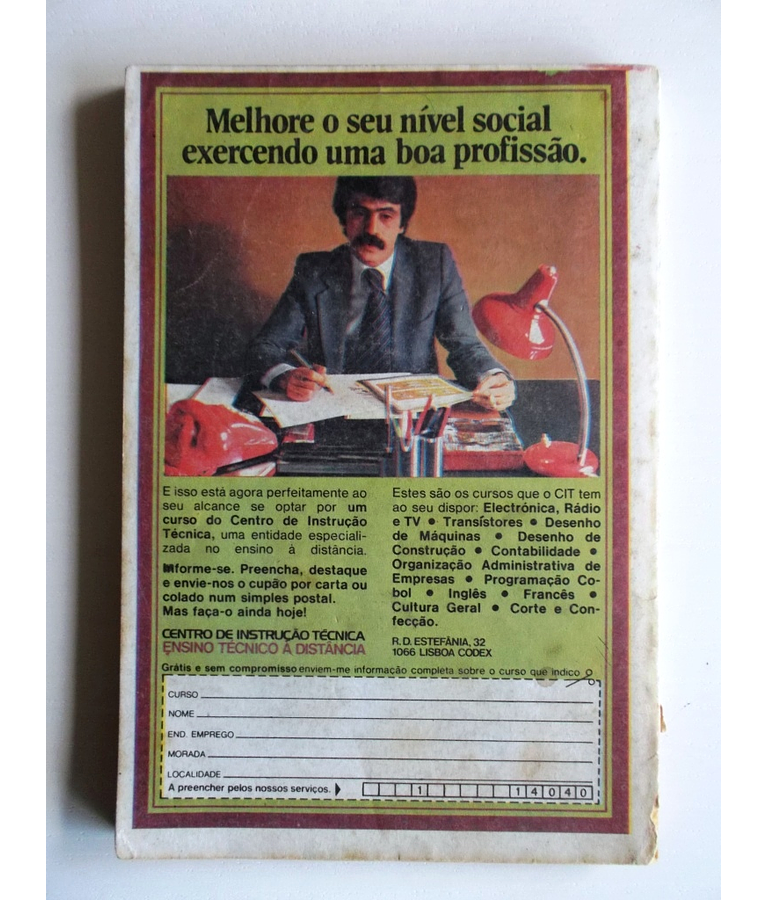 Melhore o seu nível social
exercendo uma boa profissão.
E isso está agora perfeitamente ao
seu alcance se optar por um
curso do Centro de Instrução
Técnica, uma entidade especiali-
zada no ensino à distância.
Informe-se. Preencha, destaque
e envie-nos o cupão por carta ou
colado num simples postal.
Mas faça-o ainda hoje!
CENTRO DE INSTRUÇÃO TÉCNICA
ENSINO TÉCNICO À DISTÂNCIA
Estes são os cursos que o CIT tem
ao seu dispor: Electrónica, Rádio
e TV • Transístores • Desenho
de Máquinas • Desenho de
Construção • Contabilidade •
Organização Administrativa de
Empresas • Programação Co-
bol • Inglês • Francês •
Cultura Geral • Corte e Con-
fecção.
R. D. ESTEFÂNIA, 32
1066 LISBOA CODEX
Grátis e sem compromisso enviem-me informação completa sobre o curso que indico
CURSO
NOME
END. EMPREGO
MORADA
LOCALIDADE
A preencher pelos nossos serviços. 1 14040